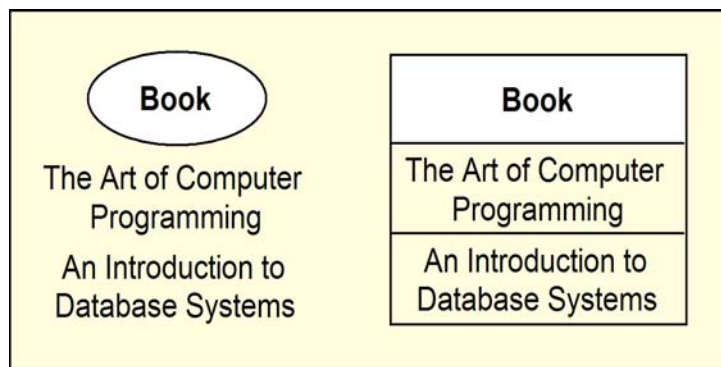 Book
The Art of Computer
Programming
An Introduction to
Database Systems
Book
The Art of Computer
Programming
An Introduction to
Database Systems